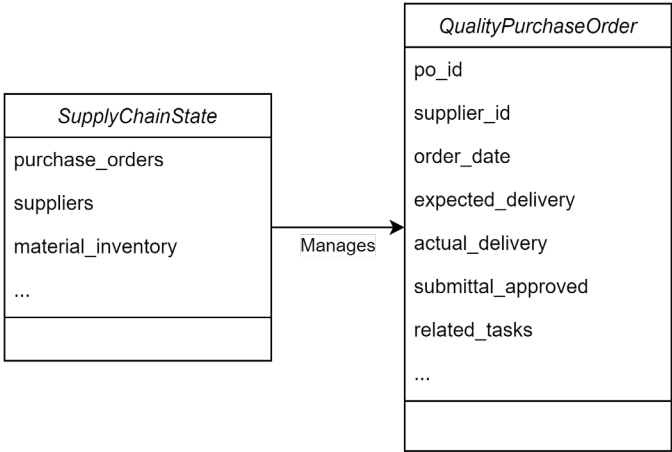 SupplyChainState
purchase_orders
suppliers
material_inventory
...
Manages
QualityPurchaseOrder
po_id
supplier_id
order_date
expected_delivery
actual_delivery
submittal_approved
related_tasks
...